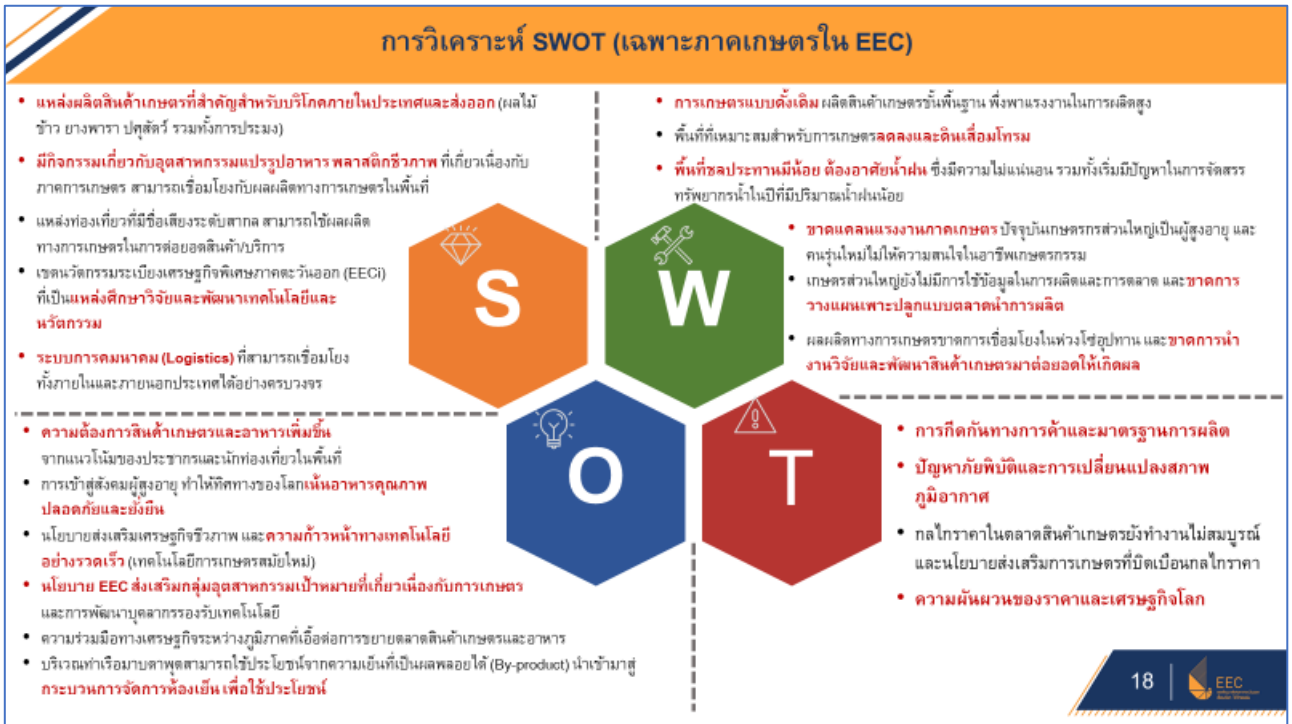 การวิเคราะห์ SWOT (เฉพาะภาคเกษตรใน EEC)
• แหล่งผลิตสินค้าเกษตรที่สำคัญสำหรับบริโภคภายในประเทศและส่งออก (ผลไม้
ข้าว ยางพารา ปศุสัตว์ รวมทั้งการประมง)
• มีกิจกรรมเกี่ยวกับอุตสาหกรรมแปรรูปอาหาร พลาสติกชีวภาพ ที่เกี่ยวเนื่องกับ
ภาคการเกษตร สามารถเชื่อมโยงกับผลผลิตทางการเกษตรในพื้นที่
• แหล่งท่องเที่ยวที่มีชื่อเสียงระดับสากล สามารถใช้ผลผลิต
ทางการเกษตรในการต่อยอดสินค้า/บริการ
• เขตนวัตกรรมระเบียงเศรษฐกิจพิเศษภาคตะวันออก (EECi)
ที่เป็นแหล่งศึกษาวิจัยและพัฒนาเทคโนโลยีและ
นวัตกรรม
• ระบบการคมนาคม (Logistics) ที่สามารถเชื่อมโยง
ทั้งภายในและภายนอกประเทศได้อย่างครบวงจร
S
• การเกษตรแบบดั้งเดิม ผลิตสินค้าเกษตรขั้นพื้นฐาน พึ่งพาแรงงานในการผลิตสูง
• พื้นที่ที่เหมาะสมสำหรับการเกษตรลดลงและดินเสื่อมโทรม
• พื้นที่ชลประทานมีน้อย ต้องอาศัยน้ำฝน ซึ่งมีความไม่แน่นอน รวมทั้งเริ่มมีปัญหาในการจัดสรร
ทรัพยากรน้ำในปีที่มีปริมาณน้ำฝนน้อย
• ขาดแคลนแรงงานภาคเกษตร ปัจจุบันเกษตรกรส่วนใหญ่เป็นผู้สูงอายุ และ
คนรุ่นใหม่ไม่ให้ความสนใจในอาชีพเกษตรกรรม
• เกษตรส่วนใหญ่ยังไม่มีการใช้ข้อมูลในการผลิตและการตลาด และขาดการ
วางแผนเพาะปลูกแบบตลาดนำการผลิต
• ผลผลิตทางการเกษตรขาดการเชื่อมโยงในห่วงโซ่อุปทาน และขาดการนำ
งานวิจัยและพัฒนาสินค้าเกษตรมาต่อยอดให้เกิดผล
W
• ความต้องการสินค้าเกษตรและอาหารเพิ่มขึ้น
จากแนวโน้มของประชากรและนักท่องเที่ยวในพื้นที่
• การเข้าสู่สังคมผู้สูงอายุ ทำให้ทิศทางของโลกเน้นอาหารคุณภาพ
ปลอดภัยและยั่งยืน
• นโยบายส่งเสริมเศรษฐกิจชีวภาพ และความก้าวหน้าทางเทคโนโลยี
อย่างรวดเร็ว (เทคโนโลยีการเกษตรสมัยใหม่)
• นโยบาย EEC ส่งเสริมกลุ่มอุตสาหกรรมเป้าหมายที่เกี่ยวเนื่องกับการเกษตร
และการพัฒนาบุคลากรรองรับเทคโนโลยี
• ความร่วมมือทางเศรษฐกิจระหว่างภูมิภาคที่เอื้อต่อการขยายตลาดสินค้าเกษตรและอาหาร
• บริเวณท่าเรือมาบตาพุดสามารถใช้ประโยชน์จากความเย็นที่เป็นผลพลอยได้ (By-product) นำเข้ามาสู่
กระบวนการจัดการห้องเย็น เพื่อใช้ประโยชน์
O
T
• การกีดกันทางการค้าและมาตรฐานการผลิต
• ปัญหาภัยพิบัติและการเปลี่ยนแปลงสภาพ
ภูมิอากาศ
• กลไกราคาในตลาดสินค้าเกษตรยังทำงานไม่สมบูรณ์
และนโยบายส่งเสริมการเกษตรที่บิดเบือนกลไกราคา
• ความผันผวนของราคาและเศรษฐกิจโลก
18
EEC